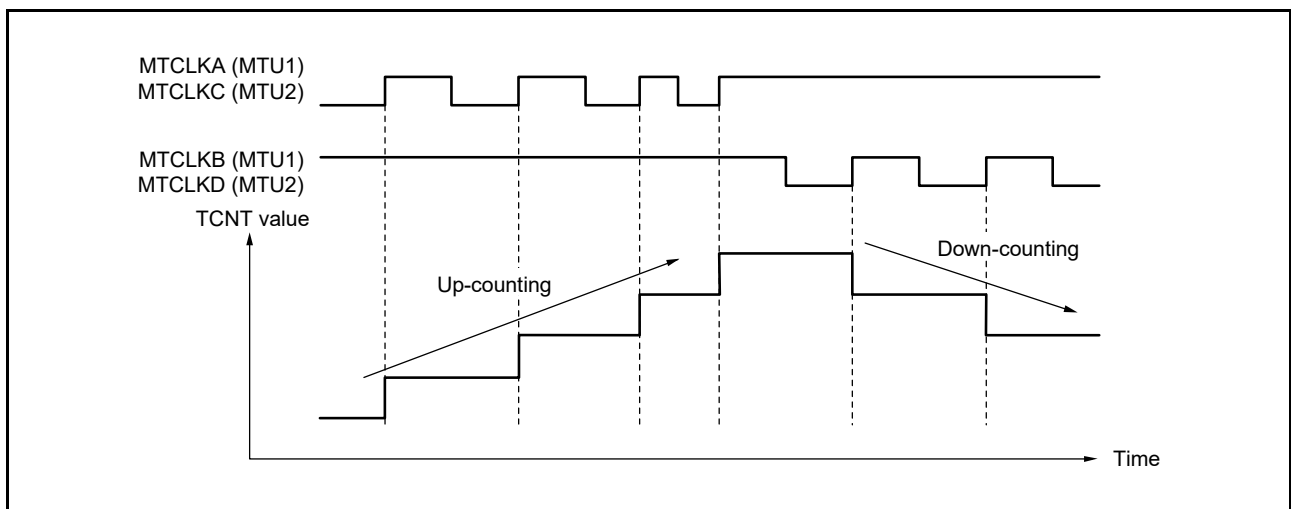 MTCLKA (MTU1)
MTCLKC (MTU2)
MTCLKB (MTU1)
MTCLKD (MTU2)
TCNT value
Down-counting
Up-counting
Time